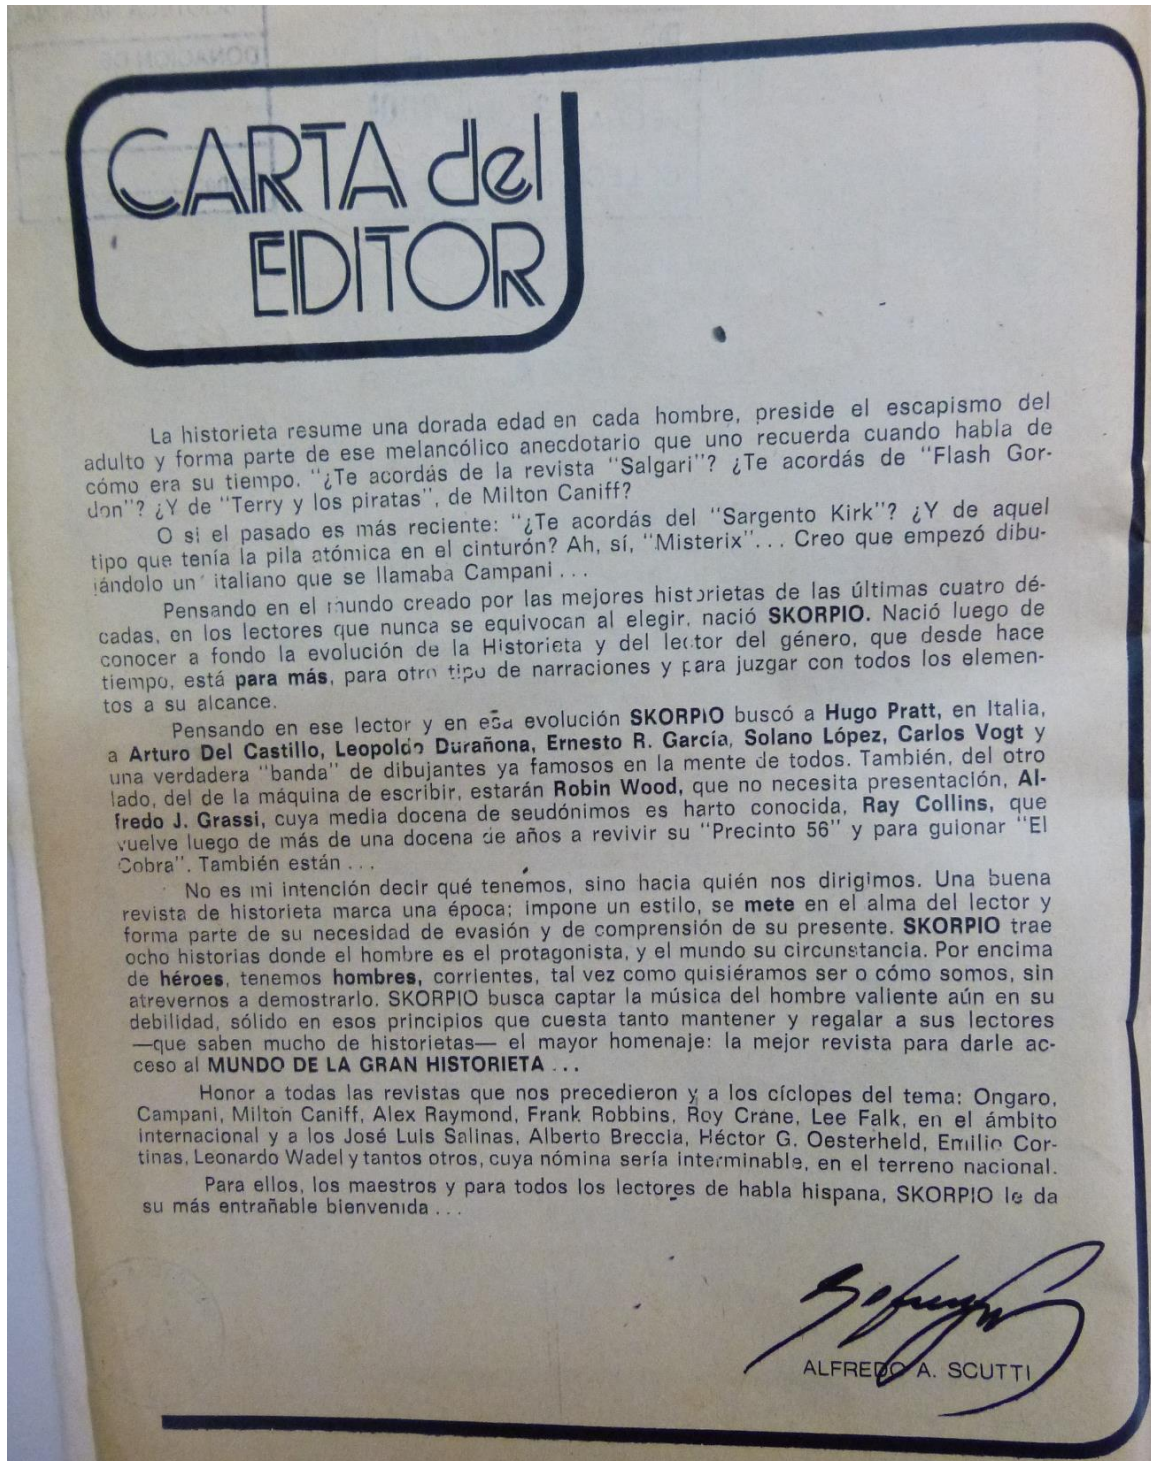 CARTA del
EDITOR
La historieta resume una dorada edad en cada hombre, preside el escapismo del
adulto y forma parte de ese melancólico anecdotario que uno recuerda cuando habla de
cómo era su tiempo. "¿Te acordás de la revista "Salgari"? ¿Te acordás de "Flash Gor-
don"? ¿Y de "Terry y los piratas", de Milton Caniff?
O si el pasado es más reciente: "¿Te acordás del "Sargento Kirk"? ¿Y de aquel
tipo que tenía la pila atómica en el cinturón? Ah, sí, "Misterix"... Creo que empezó dibu-
jándolo un italiano que se llamaba Campani...
Pensando en el mundo creado por las mejores historietas de las últimas cuatro dé-
cadas, en los lectores que nunca se equivocan al elegir, nació SKORPIO. Nació luego de
conocer a fondo la evolución de la Historieta y del lector del género, que desde hace
tiempo, está para más, para otro tipo de narraciones y para juzgar con todos los elemen-
tos a su alcance.
Pensando en ese lector y en esa evolución SKORPIO buscó a Hugo Pratt, en Italia,
a Arturo Del Castillo, Leopoldo Durañona, Ernesto R. García, Solano López, Carlos Vogt y
una verdadera "banda" de dibujantes ya famosos en la mente de todos. También, del otro
lado, del de la máquina de escribir, estarán Robin Wood, que no necesita presentación, Al-
fredo J. Grassi, cuya media docena de seudónimos es harto conocida, Ray Collins, que
vuelve luego de más de una docena de años a revivir su "Precinto 56" y para guionar "El
Cobra". También están...
No es mi intención decir qué tenemos, sino hacia quién nos dirigimos. Una buena
revista de historieta marca una época; impone un estilo, se mete en el alma del lector y
forma parte de su necesidad de evasión y de comprensión de su presente. SKORPIO trae
ocho historias donde el hombre es el protagonista, y el mundo su circunstancia. Por encima
de héroes, tenemos hombres, corrientes, tal vez como quisiéramos ser o cómo somos, sin
atrevernos a demostrarlo. SKORPIO busca captar la música del hombre valiente aún en su
debilidad, sólido en esos principios que cuesta tanto mantener y regalar a sus lectores
—que saben mucho de historietas— el mayor homenaje: la mejor revista para darle ac-
ceso al MUNDO DE LA GRAN HISTORIETA...
Honor a todas las revistas que nos precedieron y a los cíclopes del tema: Ongaro,
Campani, Milton Caniff, Alex Raymond, Frank Robbins, Roy Crane, Lee Falk, en el ámbito
internacional y a los José Luis Salinas, Alberto Breccia, Héctor G. Oesterheld, Emilio Cor-
tinas, Leonardo Wadel y tantos otros, cuya nómina sería interminable, en el terreno nacional.
Para ellos, los maestros y para todos los lectores de habla hispana, SKORPIO le da
su más entrañable bienvenida...
ALFREDO A. SCUTTI